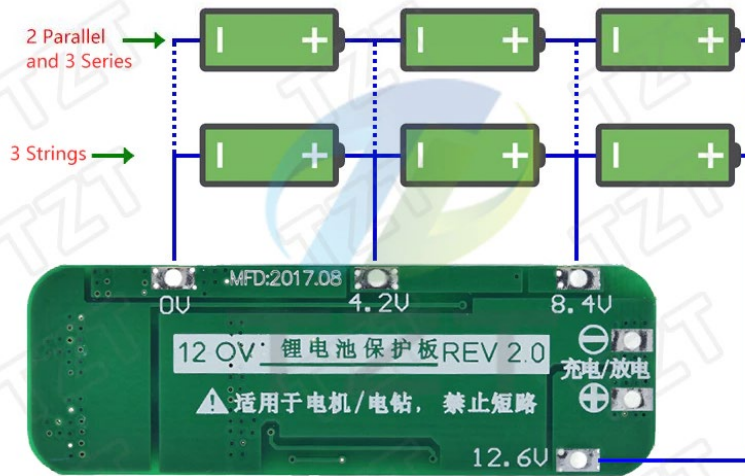 2 Parallel
and 3 Series
3 Strings
MFD:2017.08
0V
4.2V
8.4V
12 0V 锂电池保护板 REV 2.0
充电/放电
适用于电机/电钻, 禁止短路
12.6V
TZT